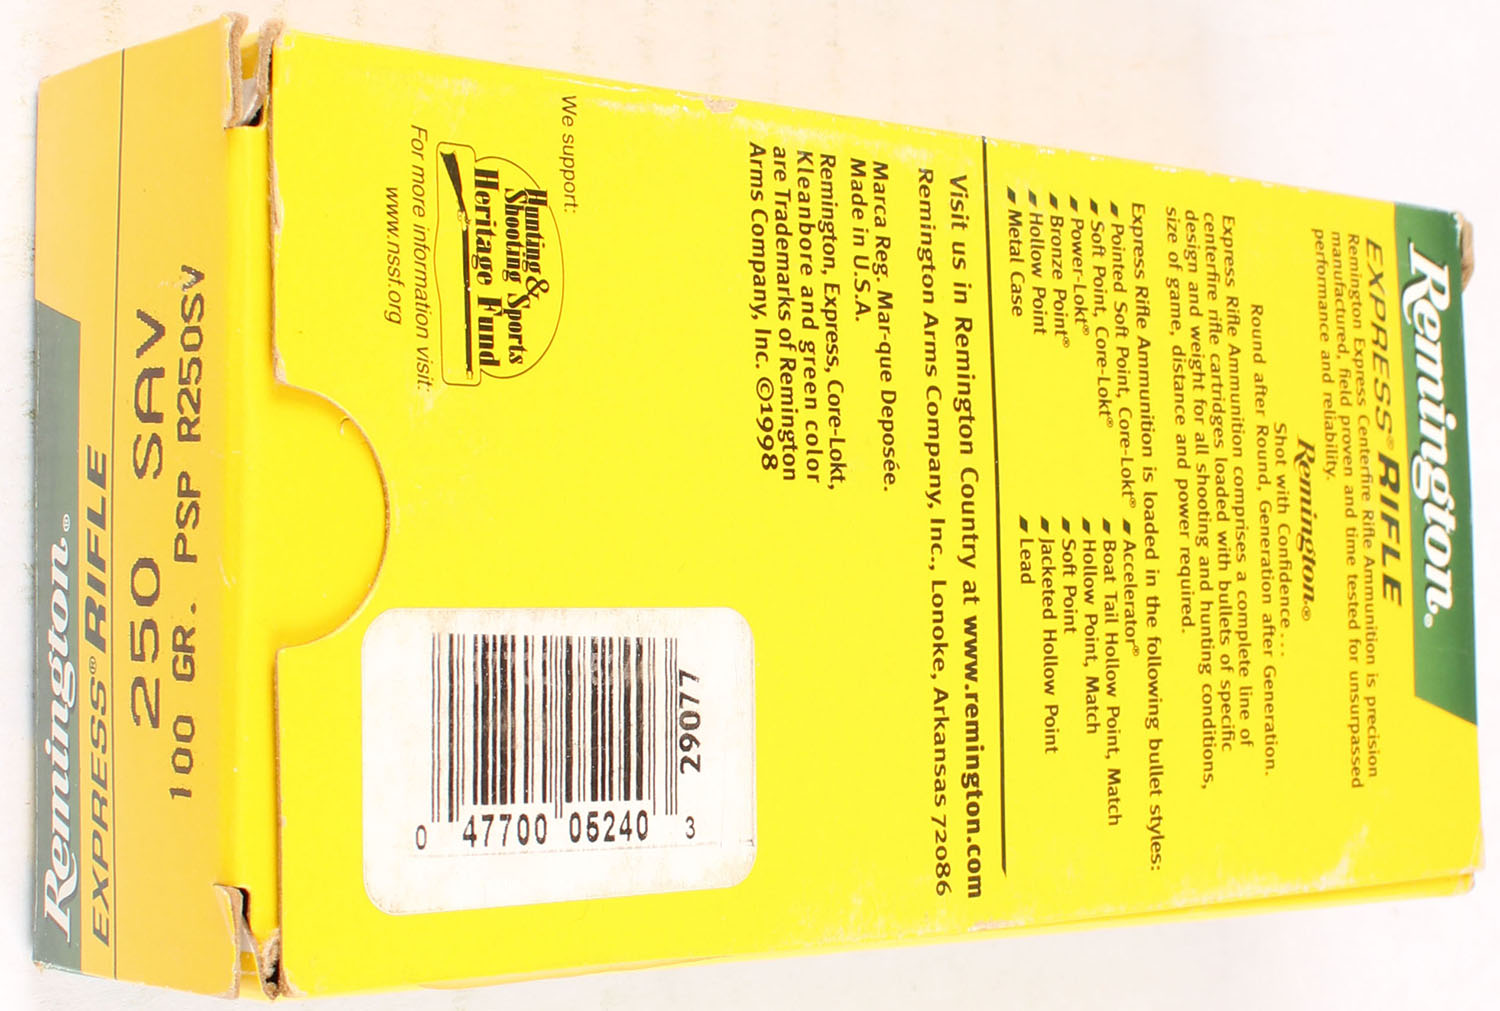 Remington®
EXPRESS® RIFLE
Remington Express Centerfire Rifle Ammunition is precision
manufactured, field proven and time tested for unsurpassed
performance and reliability.
Remington®
Shot with Confidence...
Round after Round, Generation after Generation.
Express Rifle Ammunition comprises a complete line of
centerfire rifle cartridges loaded with bullets of specific
design and weight for all shooting and hunting conditions,
size of game, distance and power required.
Express Rifle Ammunition is loaded in the following bullet styles:
Pointed Soft Point, Core-Lokt®
Soft Point, Core-Lokt®
Power-Lokt®
Bronze Point®
Hollow Point
Metal Case
Accelerator®
Boat Tail Hollow Point, Match
Hollow Point, Match
Soft Point
Jacketed Hollow Point
Lead
Visit us in Remington Country at www.remington.com
Remington Arms Company, Inc., Lonoke, Arkansas 72086
Marca Reg. Mar-que Deposée.
Made in U.S.A.
Remington, Express, Core-Lokt,
Kleanbore and green color
are Trademarks of Remington
Arms Company, Inc. ©1998
We support:
Hunting &
Shooting Sports
Heritage Fund
For more information visit:
www.nssf.org
29077
0 47700 05240 3
250 SAV
100 GR. PSP R250SV
EXPRESS® RIFLE
Remington®